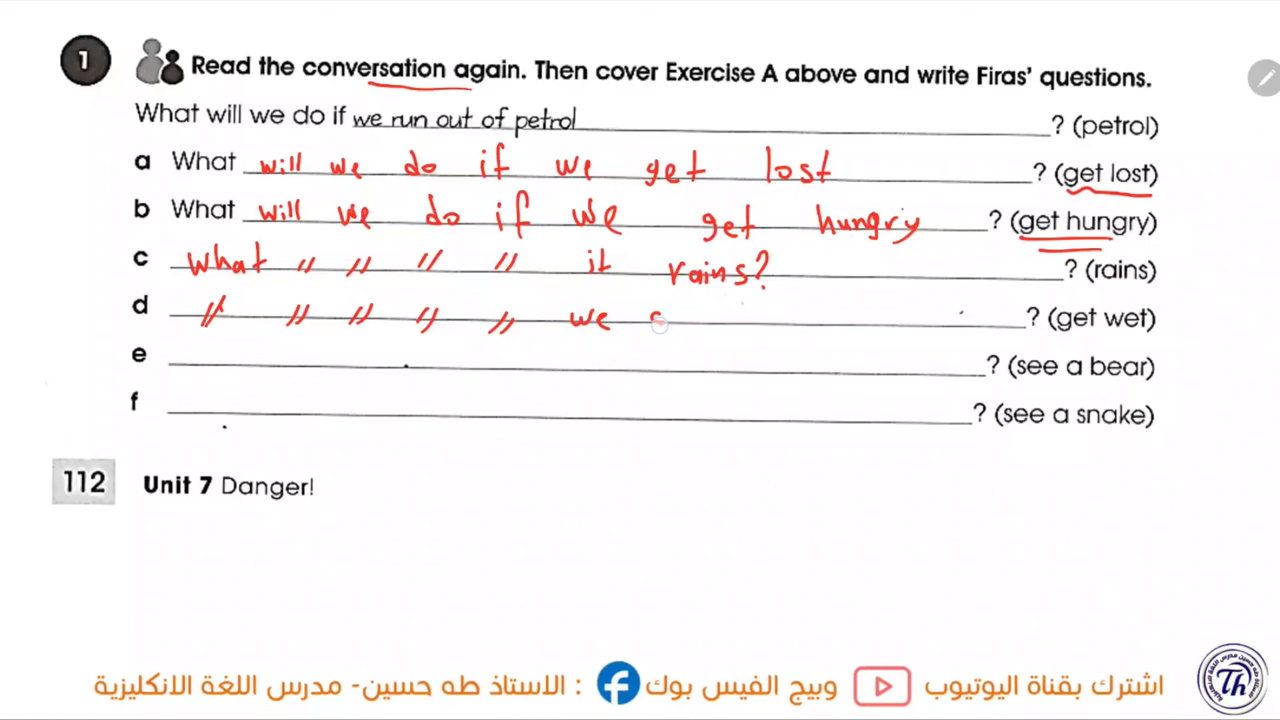 1 Read the conversation again. Then cover Exercise A above and write Firas' questions.
What will we do if we run out of petrol ? (petrol)
a What will we do if we get lost ? (get lost)
b What will we do if we get hungry ? (get hungry)
c What " " " " it rains? ? (rains)
d " " " " " we ? (get wet)
e ? (see a bear)
f ? (see a snake)
112 Unit 7 Danger!
اشترك بقناة اليوتيوب وبيج الفيس بوك : الاستاذ طه حسين- مدرس اللغة الانكليزية
Th